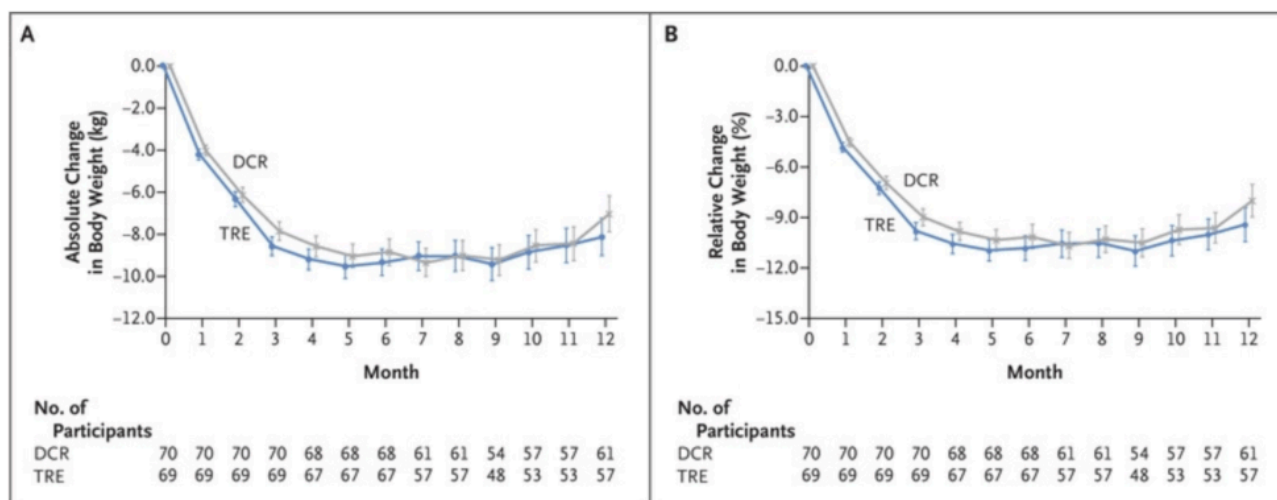 A
Absolute Change
in Body Weight (kg)
0.0
–2.0
–4.0
–6.0
–8.0
–10.0
–12.0
DCR
TRE
0 1 2 3 4 5 6 7 8 9 10 11 12
Month
No. of
Participants
DCR 70 70 70 70 68 68 68 61 61 54 57 57 61
TRE 69 69 69 69 67 67 67 57 57 48 53 53 57
B
Relative Change
in Body Weight (%)
0.0
–3.0
–6.0
–9.0
–12.0
–15.0
DCR
TRE
0 1 2 3 4 5 6 7 8 9 10 11 12
Month
No. of
Participants
DCR 70 70 70 70 68 68 68 61 61 54 57 57 61
TRE 69 69 69 69 67 67 67 57 57 48 53 53 57